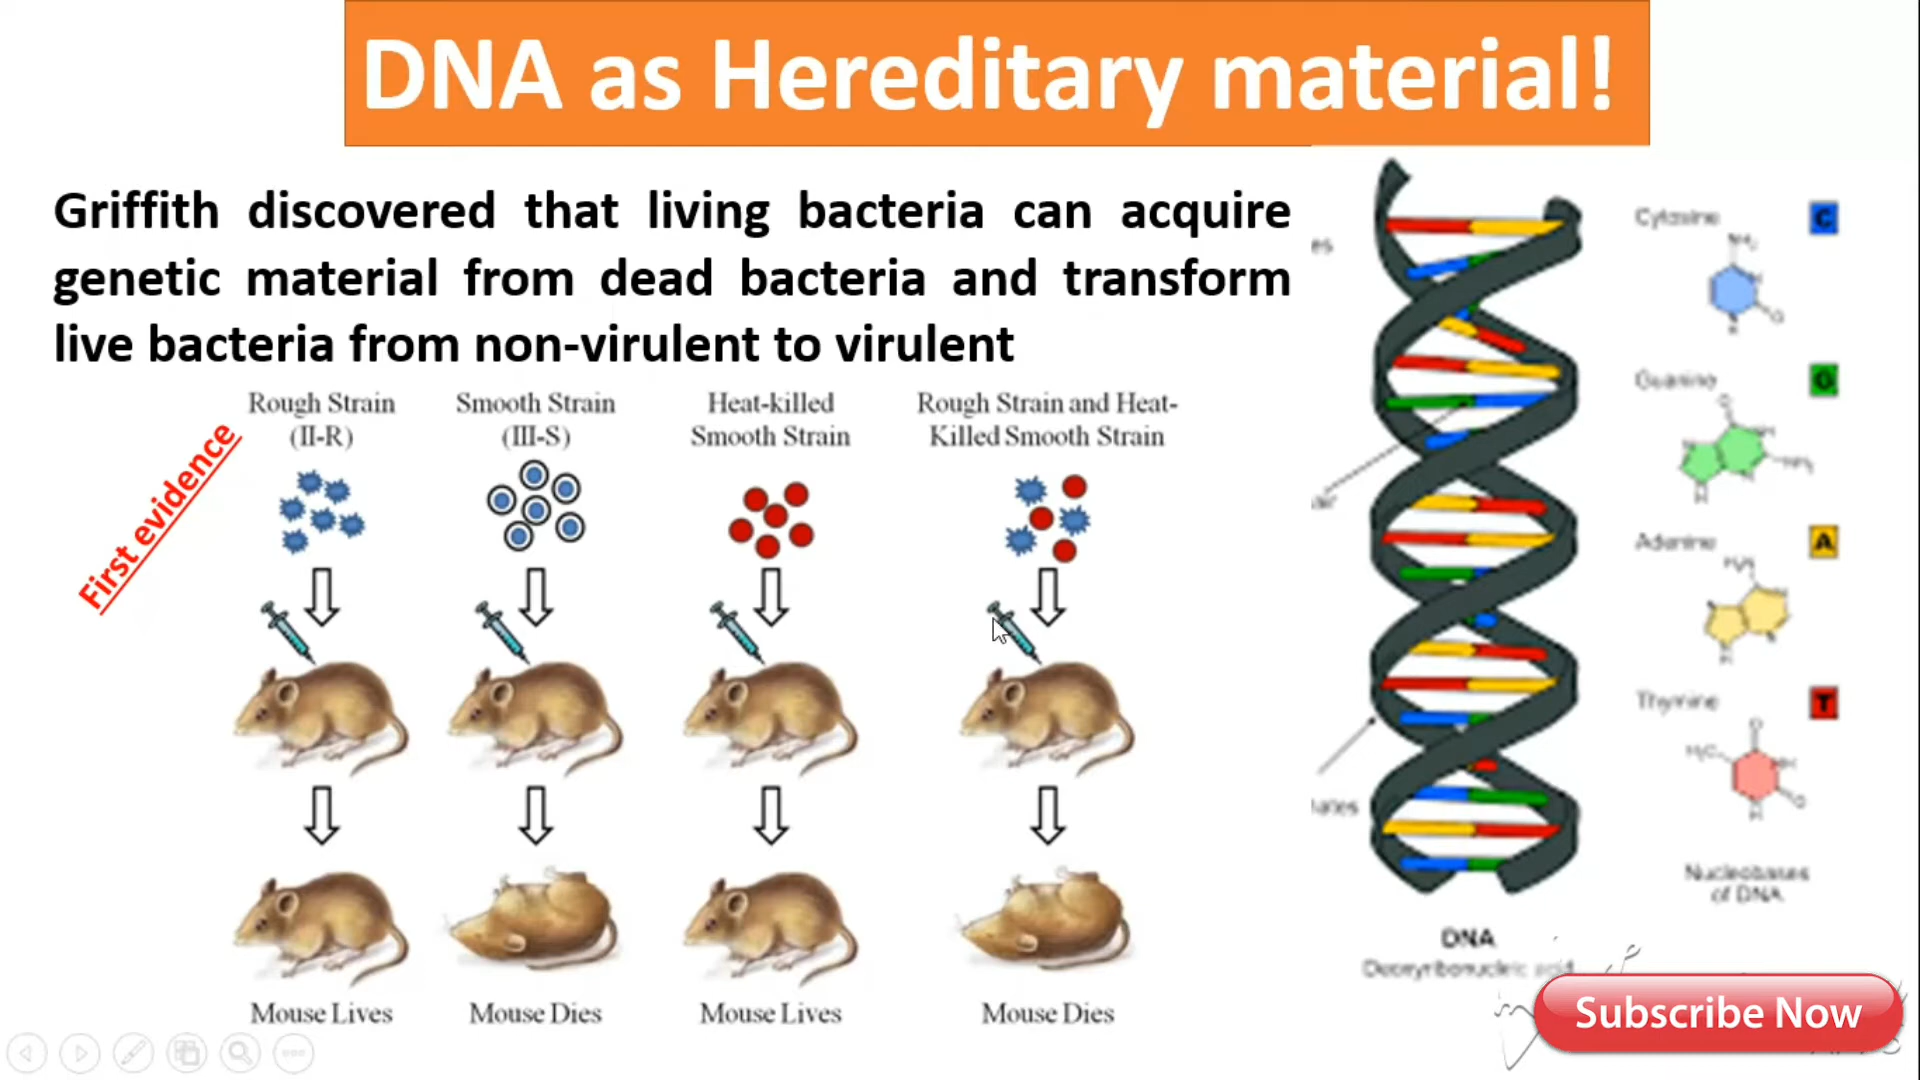 DNA as Hereditary material!
Griffith discovered that living bacteria can acquire
genetic material from dead bacteria and transform
live bacteria from non-virulent to virulent
First evidence
Rough Strain
(II-R)
Smooth Strain
(III-S)
Heat-killed
Smooth Strain
Rough Strain and Heat-
Killed Smooth Strain
Mouse Lives
Mouse Dies
Mouse Lives
Mouse Dies
Cytosine
C
Guanine
G
Adenine
A
Thymine
T
Nucleobases
of DNA
DNA
Deoxyribonucleic acid
Subscribe Now